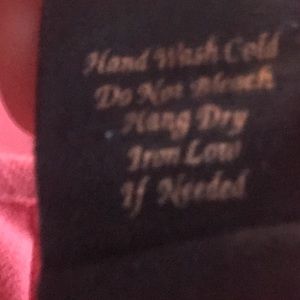 Hand Wash Cold
Do Not Bleach
Hang Dry
Iron Low
If Needed